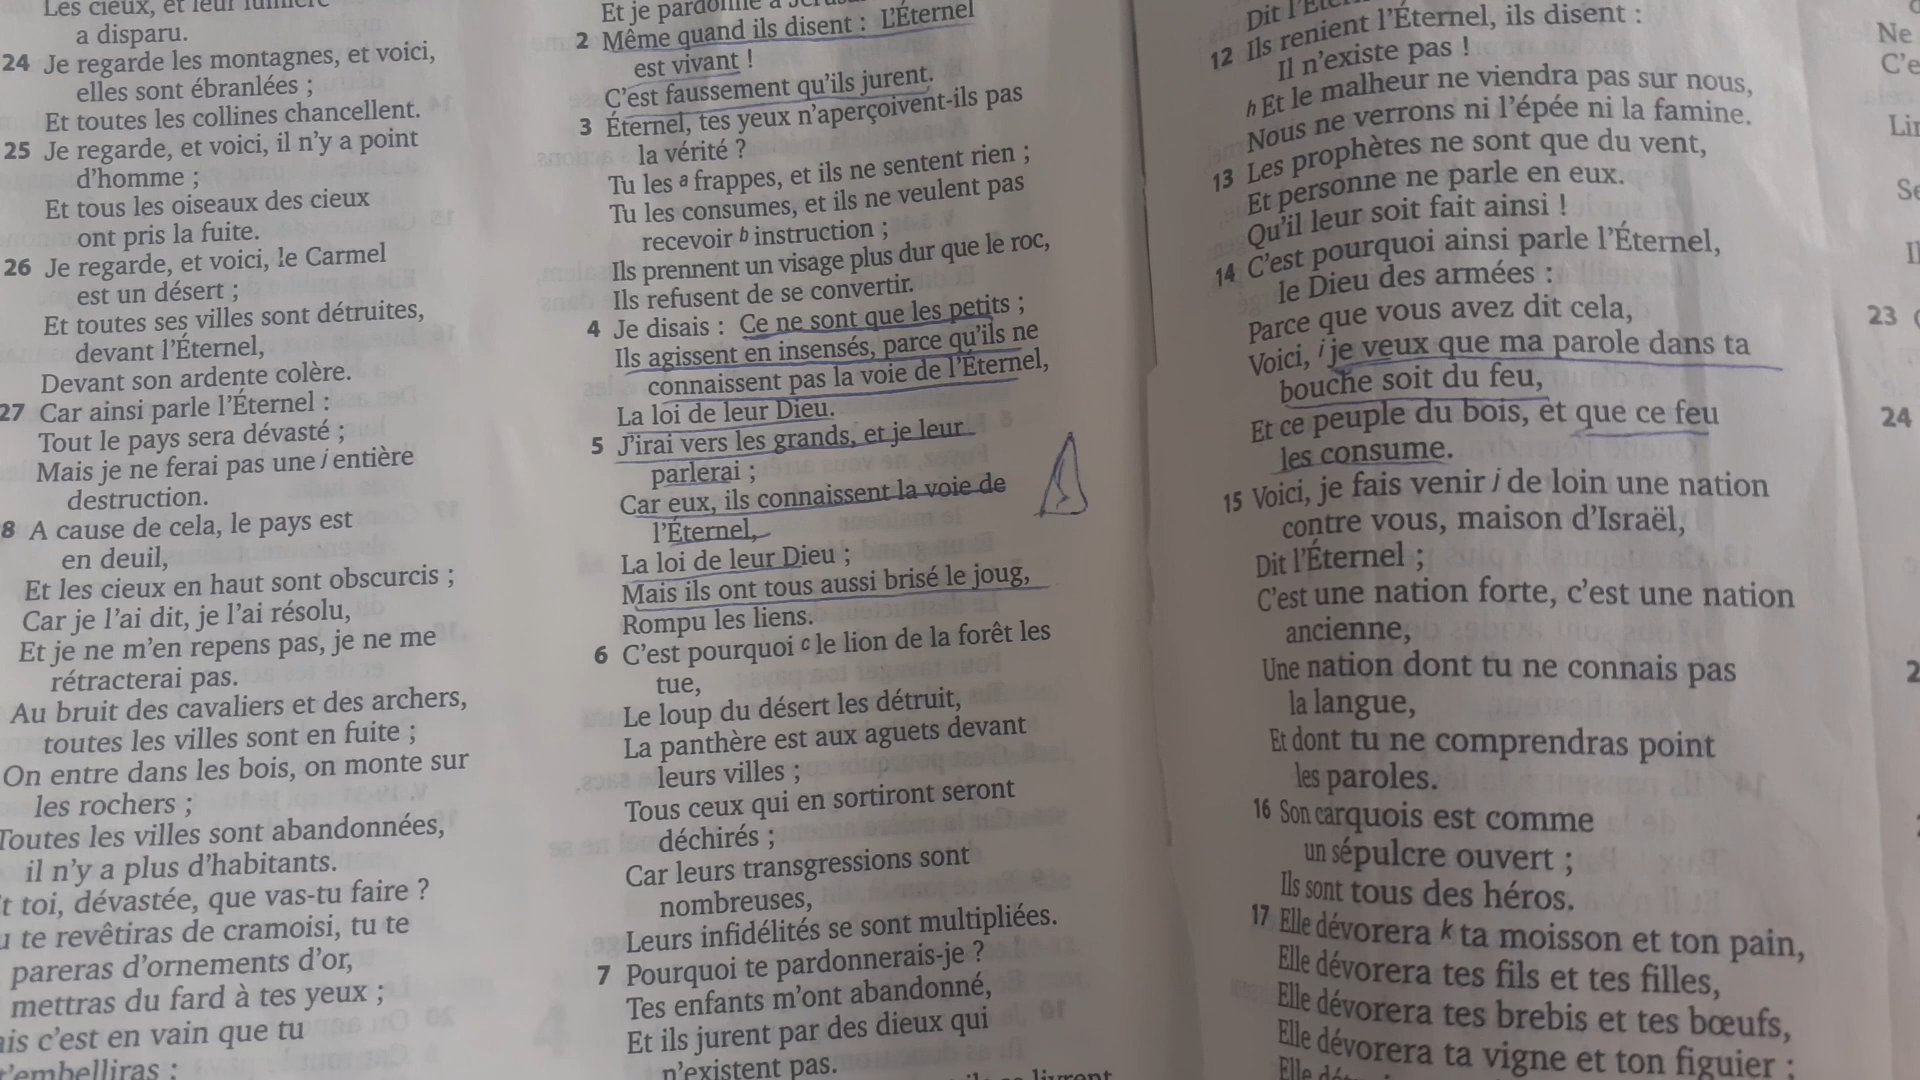 Les cieux, et leur lumière
a disparu.
24 Je regarde les montagnes, et voici,
elles sont ébranlées ;
Et toutes les collines chancellent.
25 Je regarde, et voici, il n'y a point
d'homme ;
Et tous les oiseaux des cieux
ont pris la fuite.
26 Je regarde, et voici, le Carmel
est un désert ;
Et toutes ses villes sont détruites,
devant l'Éternel,
Devant son ardente colère.
27 Car ainsi parle l'Éternel :
Tout le pays sera dévasté ;
Mais je ne ferai pas une i entière
destruction.
8 A cause de cela, le pays est
en deuil,
Et les cieux en haut sont obscurcis ;
Car je l'ai dit, je l'ai résolu,
Et je ne m'en repens pas, je ne me
rétracterai pas.
Au bruit des cavaliers et des archers,
toutes les villes sont en fuite ;
On entre dans les bois, on monte sur
les rochers ;
Toutes les villes sont abandonnées,
il n'y a plus d'habitants.
t toi, dévastée, que vas-tu faire ?
u te revêtiras de cramoisi, tu te
pareras d'ornements d'or,
mettras du fard à tes yeux ;
ais c'est en vain que tu
t'embelliras ;
Et je pardonne à
2 Même quand ils disent : L'Éternel
est vivant !
C'est faussement qu'ils jurent.
3 Éternel, tes yeux n'aperçoivent-ils pas
la vérité ?
Tu les a frappes, et ils ne sentent rien ;
Tu les consumes, et ils ne veulent pas
recevoir b instruction ;
Ils prennent un visage plus dur que le roc,
Ils refusent de se convertir.
4 Je disais : Ce ne sont que les petits ;
Ils agissent en insensés, parce qu'ils ne
connaissent pas la voie de l'Éternel,
La loi de leur Dieu.
5 J'irai vers les grands, et je leur
parlerai ;
Car eux, ils connaissent la voie de
l'Éternel,
La loi de leur Dieu ;
Mais ils ont tous aussi brisé le joug,
Rompu les liens.
6 C'est pourquoi c le lion de la forêt les
tue,
Le loup du désert les détruit,
La panthère est aux aguets devant
leurs villes ;
Tous ceux qui en sortiront seront
déchirés ;
Car leurs transgressions sont
nombreuses,
Leurs infidélités se sont multipliées.
7 Pourquoi te pardonnerais-je ?
Tes enfants m'ont abandonné,
Et ils jurent par des dieux qui
n'existent pas.
livrent
Dit
12 Ils renient l'Éternel, ils disent :
Il n'existe pas !
h Et le malheur ne viendra pas sur nous,
Nous ne verrons ni l'épée ni la famine.
13 Les prophètes ne sont que du vent,
Et personne ne parle en eux.
Qu'il leur soit fait ainsi !
14 C'est pourquoi ainsi parle l'Éternel,
le Dieu des armées :
Parce que vous avez dit cela,
Voici, i je veux que ma parole dans ta
bouche soit du feu,
Et ce peuple du bois, et que ce feu
les consume.
15 Voici, je fais venir j de loin une nation
contre vous, maison d'Israël,
Dit l'Éternel ;
C'est une nation forte, c'est une nation
ancienne,
Une nation dont tu ne connais pas
la langue,
Et dont tu ne comprendras point
les paroles.
16 Son carquois est comme
un sépulcre ouvert ;
Ils sont tous des héros.
17 Elle dévorera k ta moisson et ton pain,
Elle dévorera tes fils et tes filles,
Elle dévorera tes brebis et tes bœufs,
Elle dévorera ta vigne et ton figuier ;
Elle
Ne
C'e
23
24